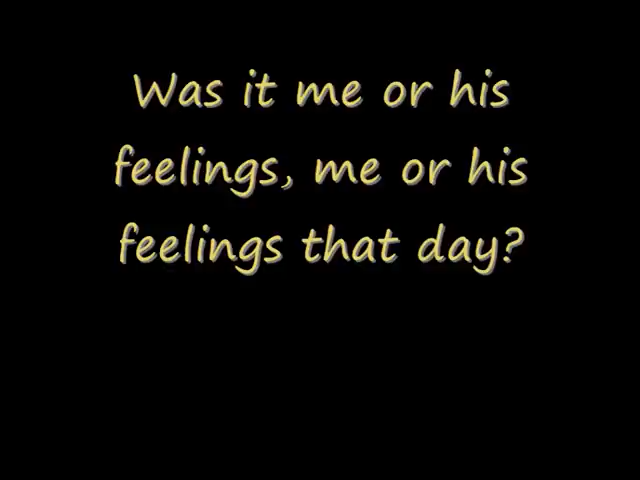 Was it me or his
feelings, me or his
feelings that day?